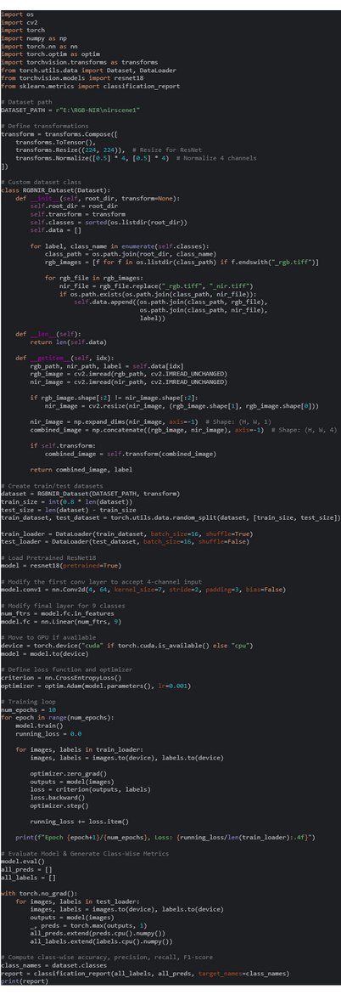 import os
import cv2
import torch
import numpy as np
import torch.nn as nn
import torch.optim as optim
import torchvision.transforms as transforms
from torch.utils.data import Dataset, DataLoader
from torchvision.models import resnet18
from sklearn.metrics import classification_report

# Dataset path
DATASET_PATH = r"E:\RGB-NIR\nirscene1"

# Define transformations
transform = transforms.Compose([
    transforms.ToTensor(),
    transforms.Resize((224, 224)),  # Resize for ResNet
    transforms.Normalize([0.5] * 4, [0.5] * 4)  # Normalize 4 channels
])

# Custom dataset class
class RGBNIR_Dataset(Dataset):
    def __init__(self, root_dir, transform=None):
        self.root_dir = root_dir
        self.transform = transform
        self.classes = sorted(os.listdir(root_dir))
        self.data = []

        for label, class_name in enumerate(self.classes):
            class_path = os.path.join(root_dir, class_name)
            rgb_images = [f for f in os.listdir(class_path) if f.endswith("_rgb.tiff")]

            for rgb_file in rgb_images:
                nir_file = rgb_file.replace("_rgb.tiff", "_nir.tiff")
                if os.path.exists(os.path.join(class_path, nir_file)):
                    self.data.append((os.path.join(class_path, rgb_file),
                                      os.path.join(class_path, nir_file),
                                      label))

    def __len__(self):
        return len(self.data)

    def __getitem__(self, idx):
        rgb_path, nir_path, label = self.data[idx]
        rgb_image = cv2.imread(rgb_path, cv2.IMREAD_UNCHANGED)
        nir_image = cv2.imread(nir_path, cv2.IMREAD_UNCHANGED)

        if rgb_image.shape[:2] != nir_image.shape[:2]:
            nir_image = cv2.resize(nir_image, (rgb_image.shape[1], rgb_image.shape[0]))

        nir_image = np.expand_dims(nir_image, axis=-1)  # Shape: (H, W, 1)
        combined_image = np.concatenate((rgb_image, nir_image), axis=-1)  # Shape: (H, W, 4)

        if self.transform:
            combined_image = self.transform(combined_image)

        return combined_image, label

# Create train/test datasets
dataset = RGBNIR_Dataset(DATASET_PATH, transform)
train_size = int(0.8 * len(dataset))
test_size = len(dataset) - train_size
train_dataset, test_dataset = torch.utils.data.random_split(dataset, [train_size, test_size])

train_loader = DataLoader(train_dataset, batch_size=16, shuffle=True)
test_loader = DataLoader(test_dataset, batch_size=16, shuffle=False)

# Load Pretrained ResNet18
model = resnet18(pretrained=True)

# Modify the first conv layer to accept 4-channel input
model.conv1 = nn.Conv2d(4, 64, kernel_size=7, stride=2, padding=3, bias=False)

# Modify final layer for 9 classes
num_ftrs = model.fc.in_features
model.fc = nn.Linear(num_ftrs, 9)

# Move to GPU if available
device = torch.device("cuda" if torch.cuda.is_available() else "cpu")
model = model.to(device)

# Define loss function and optimizer
criterion = nn.CrossEntropyLoss()
optimizer = optim.Adam(model.parameters(), lr=0.001)

# Training loop
num_epochs = 10
for epoch in range(num_epochs):
    model.train()
    running_loss = 0.0

    for images, labels in train_loader:
        images, labels = images.to(device), labels.to(device)

        optimizer.zero_grad()
        outputs = model(images)
        loss = criterion(outputs, labels)
        loss.backward()
        optimizer.step()

        running_loss += loss.item()

    print(f"Epoch {epoch+1}/{num_epochs}, Loss: {running_loss/len(train_loader):.4f}")

# Evaluate Model & Generate Class-Wise Metrics
model.eval()
all_preds = []
all_labels = []

with torch.no_grad():
    for images, labels in test_loader:
        images, labels = images.to(device), labels.to(device)
        outputs = model(images)
        _, preds = torch.max(outputs, 1)
        all_preds.extend(preds.cpu().numpy())
        all_labels.extend(labels.cpu().numpy())

# Compute class-wise accuracy, precision, recall, F1-score
class_names = dataset.classes
report = classification_report(all_labels, all_preds, target_names=class_names)
print(report)